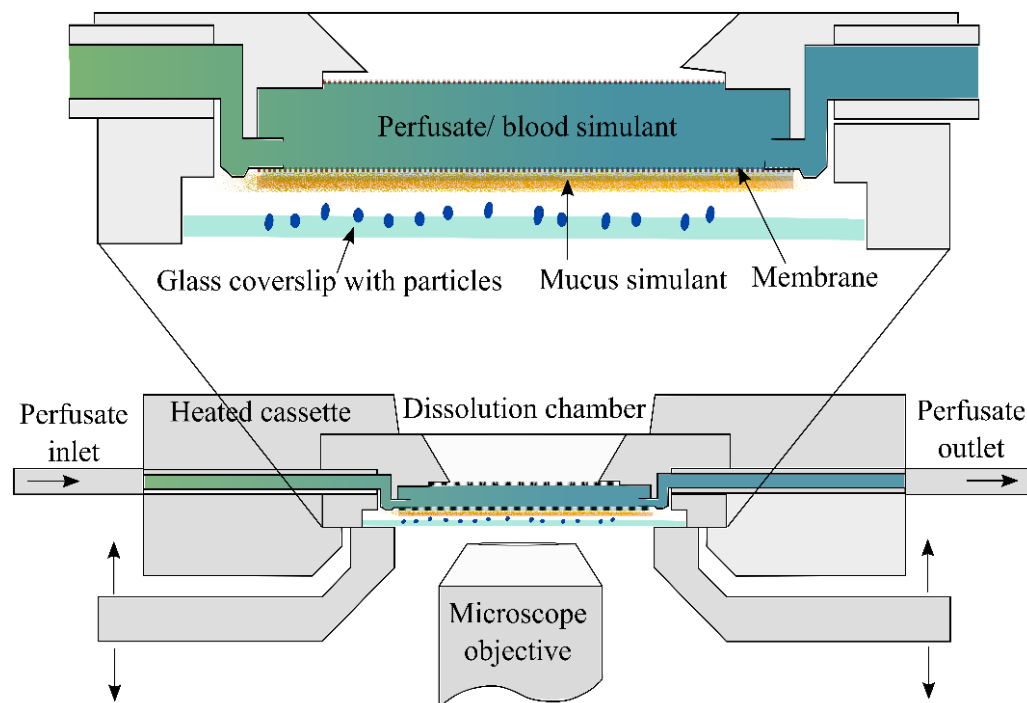 Perfusate/ blood simulant
Glass coverslip with particles
Mucus simulant
Membrane
Perfusate
inlet
Heated cassette
Dissolution chamber
Perfusate
outlet
Microscope
objective